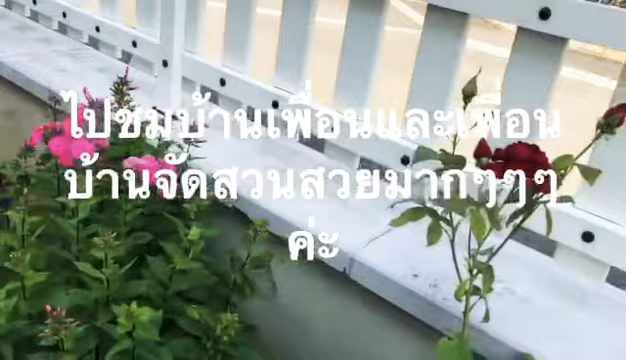 ไปชมบ้านเพื่อนและเพื่อน
บ้านจัดสวนสวยมากๆๆๆ
ค่ะ